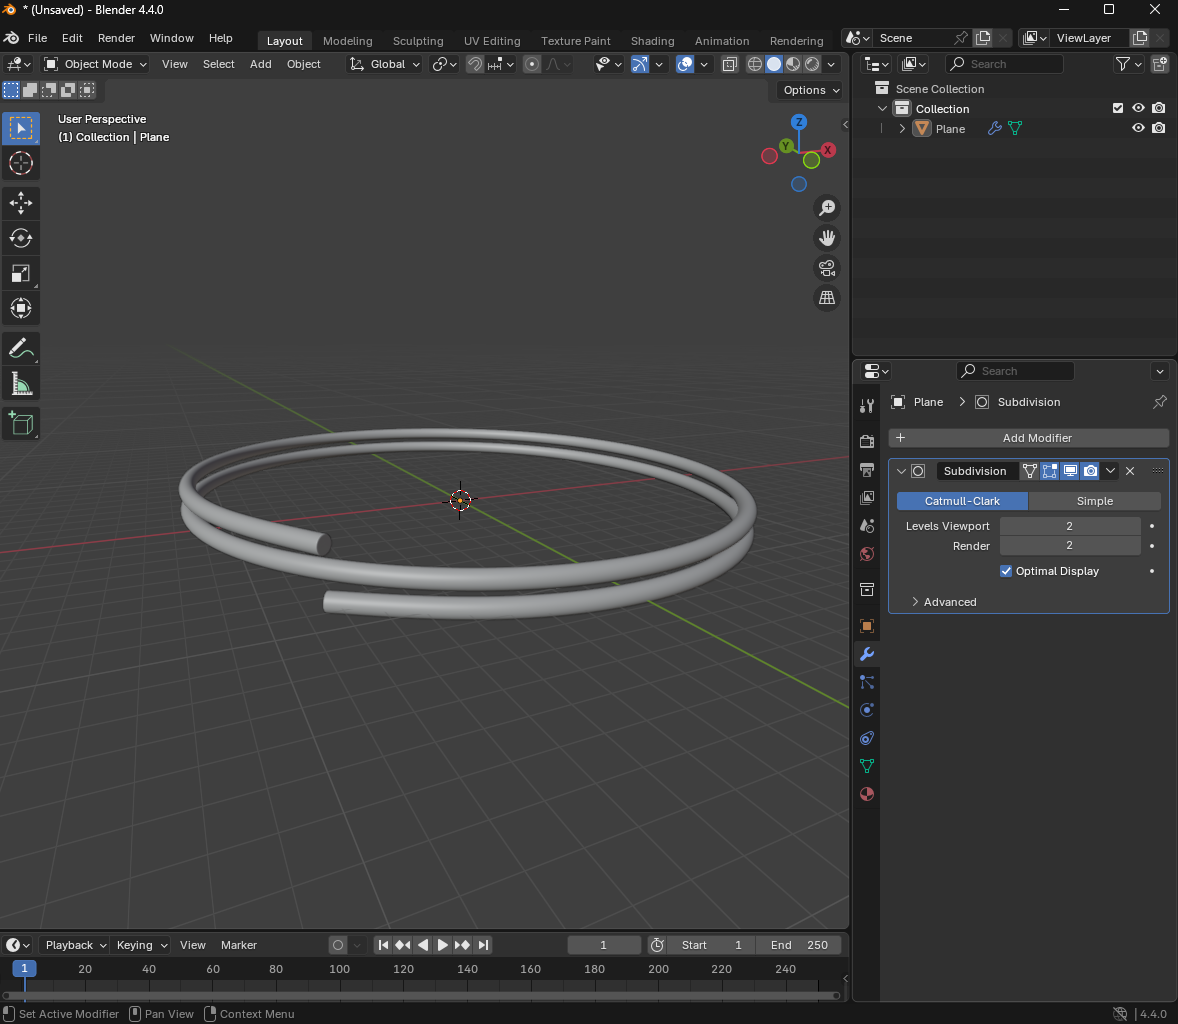 * (Unsaved) - Blender 4.4.0
File Edit Render Window Help Layout Modeling Sculpting UV Editing Texture Paint Shading Animation Rendering Scene ViewLayer
Object Mode View Select Add Object Global Search
Options
Scene Collection
Collection
Plane
User Perspective
(1) Collection | Plane
Z
Y
X
Search
Plane > Subdivision
+ Add Modifier
Subdivision
Catmull-Clark Simple
Levels Viewport 2
Render 2
Optimal Display
Advanced
Playback Keying View Marker 1 Start 1 End 250
1 20 40 60 80 100 120 140 160 180 200 220 240
Set Active Modifier Pan View Context Menu 4.4.0